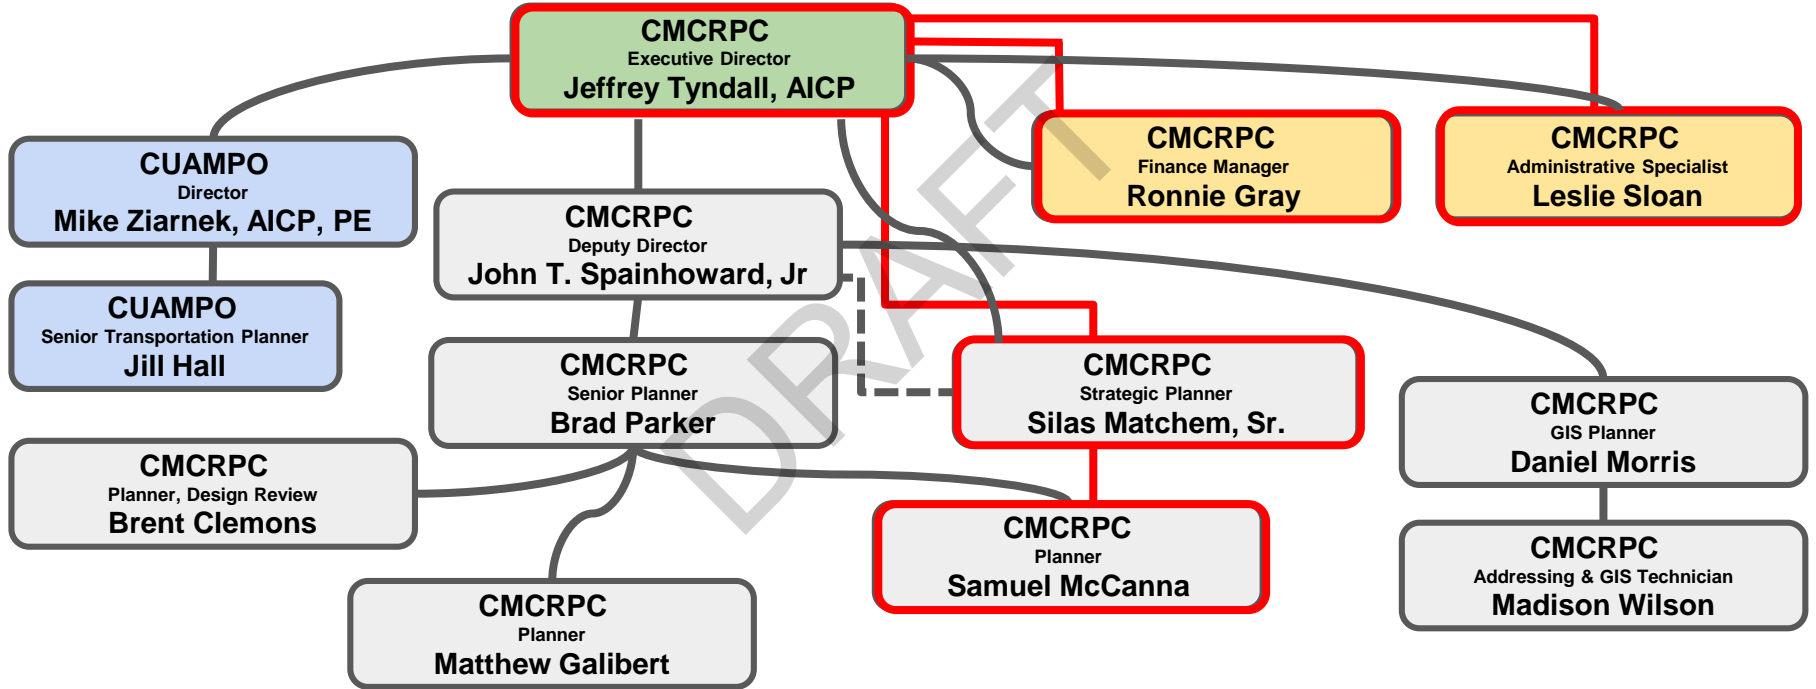 CMCRPC
Executive Director
Jeffrey Tyndall, AICP
CUAMPO
Director
Mike Ziarnek, AICP, PE
CMCRPC
Finance Manager
Ronnie Gray
CMCRPC
Administrative Specialist
Leslie Sloan
CMCRPC
Deputy Director
John T. Spainhoward, Jr
CUAMPO
Senior Transportation Planner
Jill Hall
CMCRPC
Senior Planner
Brad Parker
CMCRPC
Strategic Planner
Silas Matchem, Sr.
CMCRPC
GIS Planner
Daniel Morris
CMCRPC
Planner, Design Review
Brent Clemons
CMCRPC
Planner
Samuel McCanna
CMCRPC
Addressing & GIS Technician
Madison Wilson
CMCRPC
Planner
Matthew Galibert
DRAFT